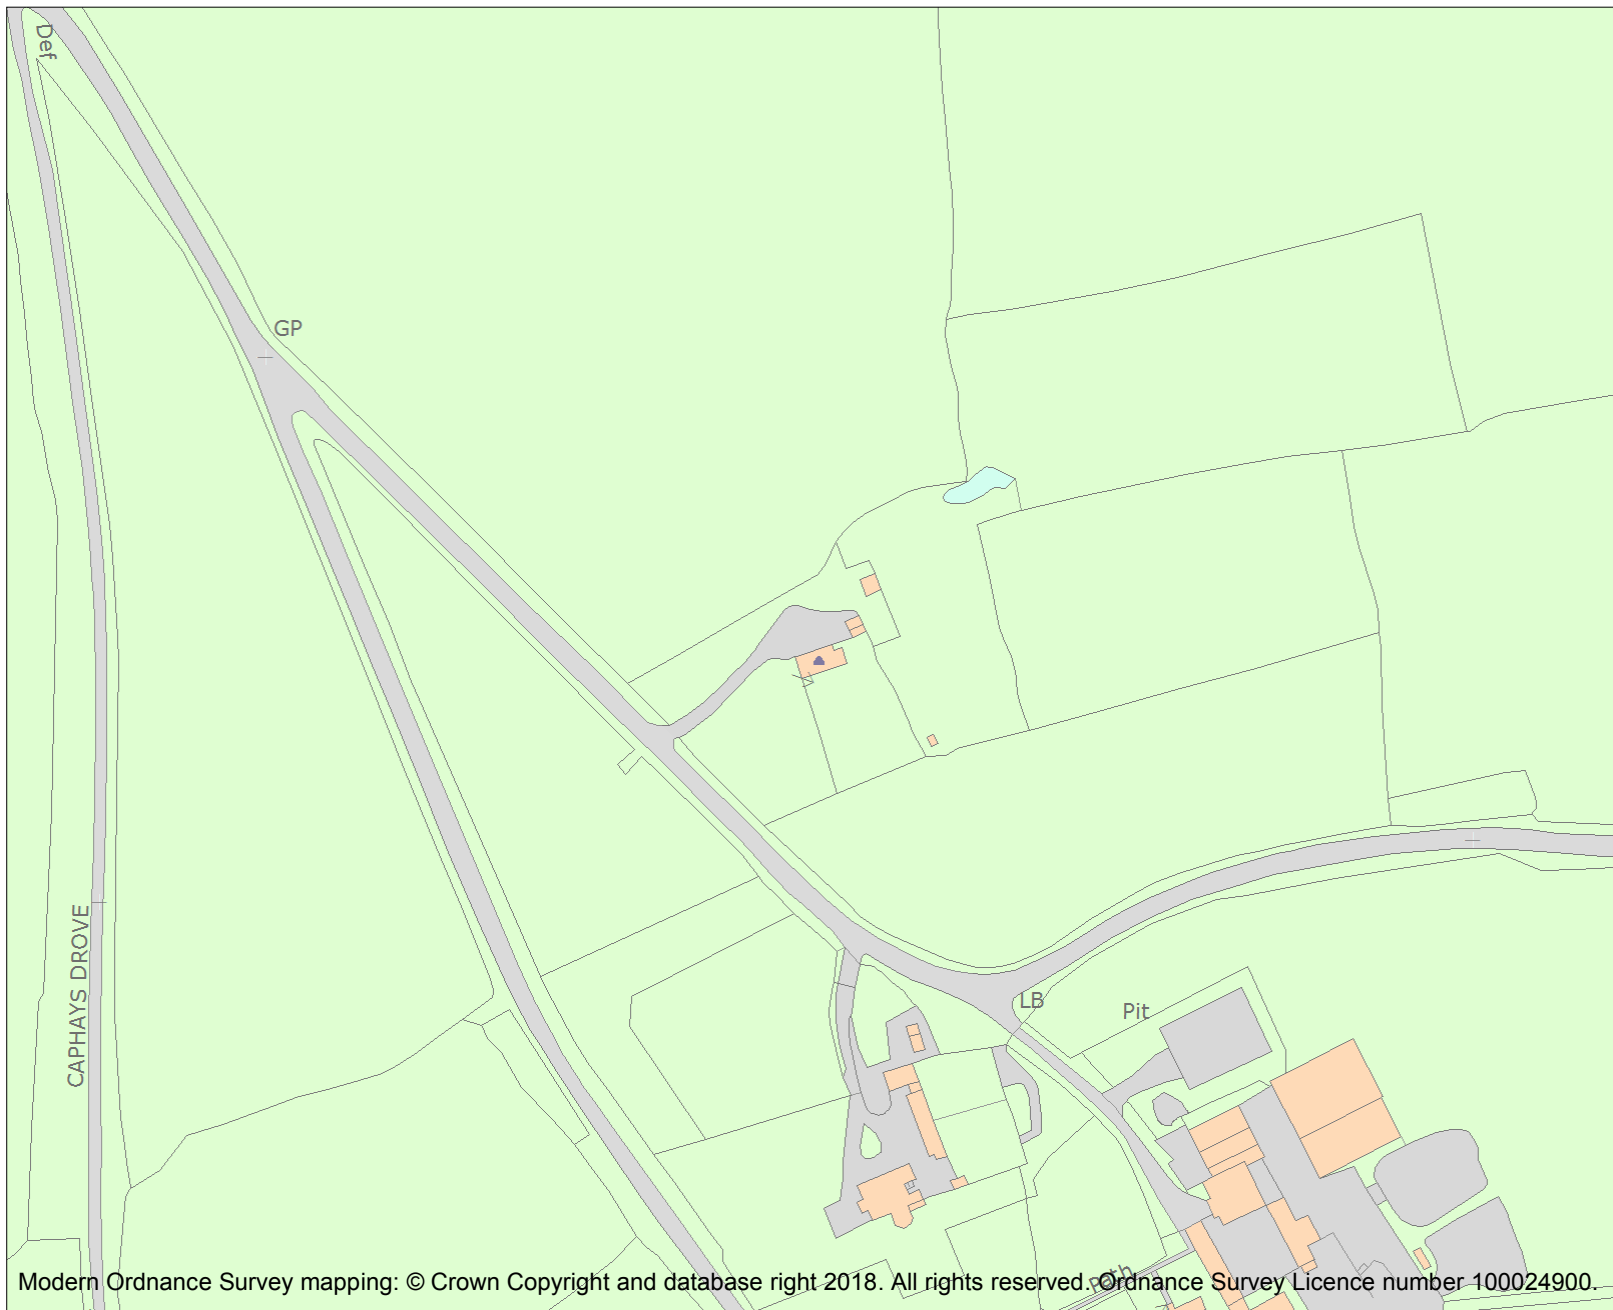 Def
GP
CAPHAYS DROVE
LB
Pit
Path
Modern Ordnance Survey mapping: © Crown Copyright and database right 2018. All rights reserved. Ordnance Survey Licence number 100024900.